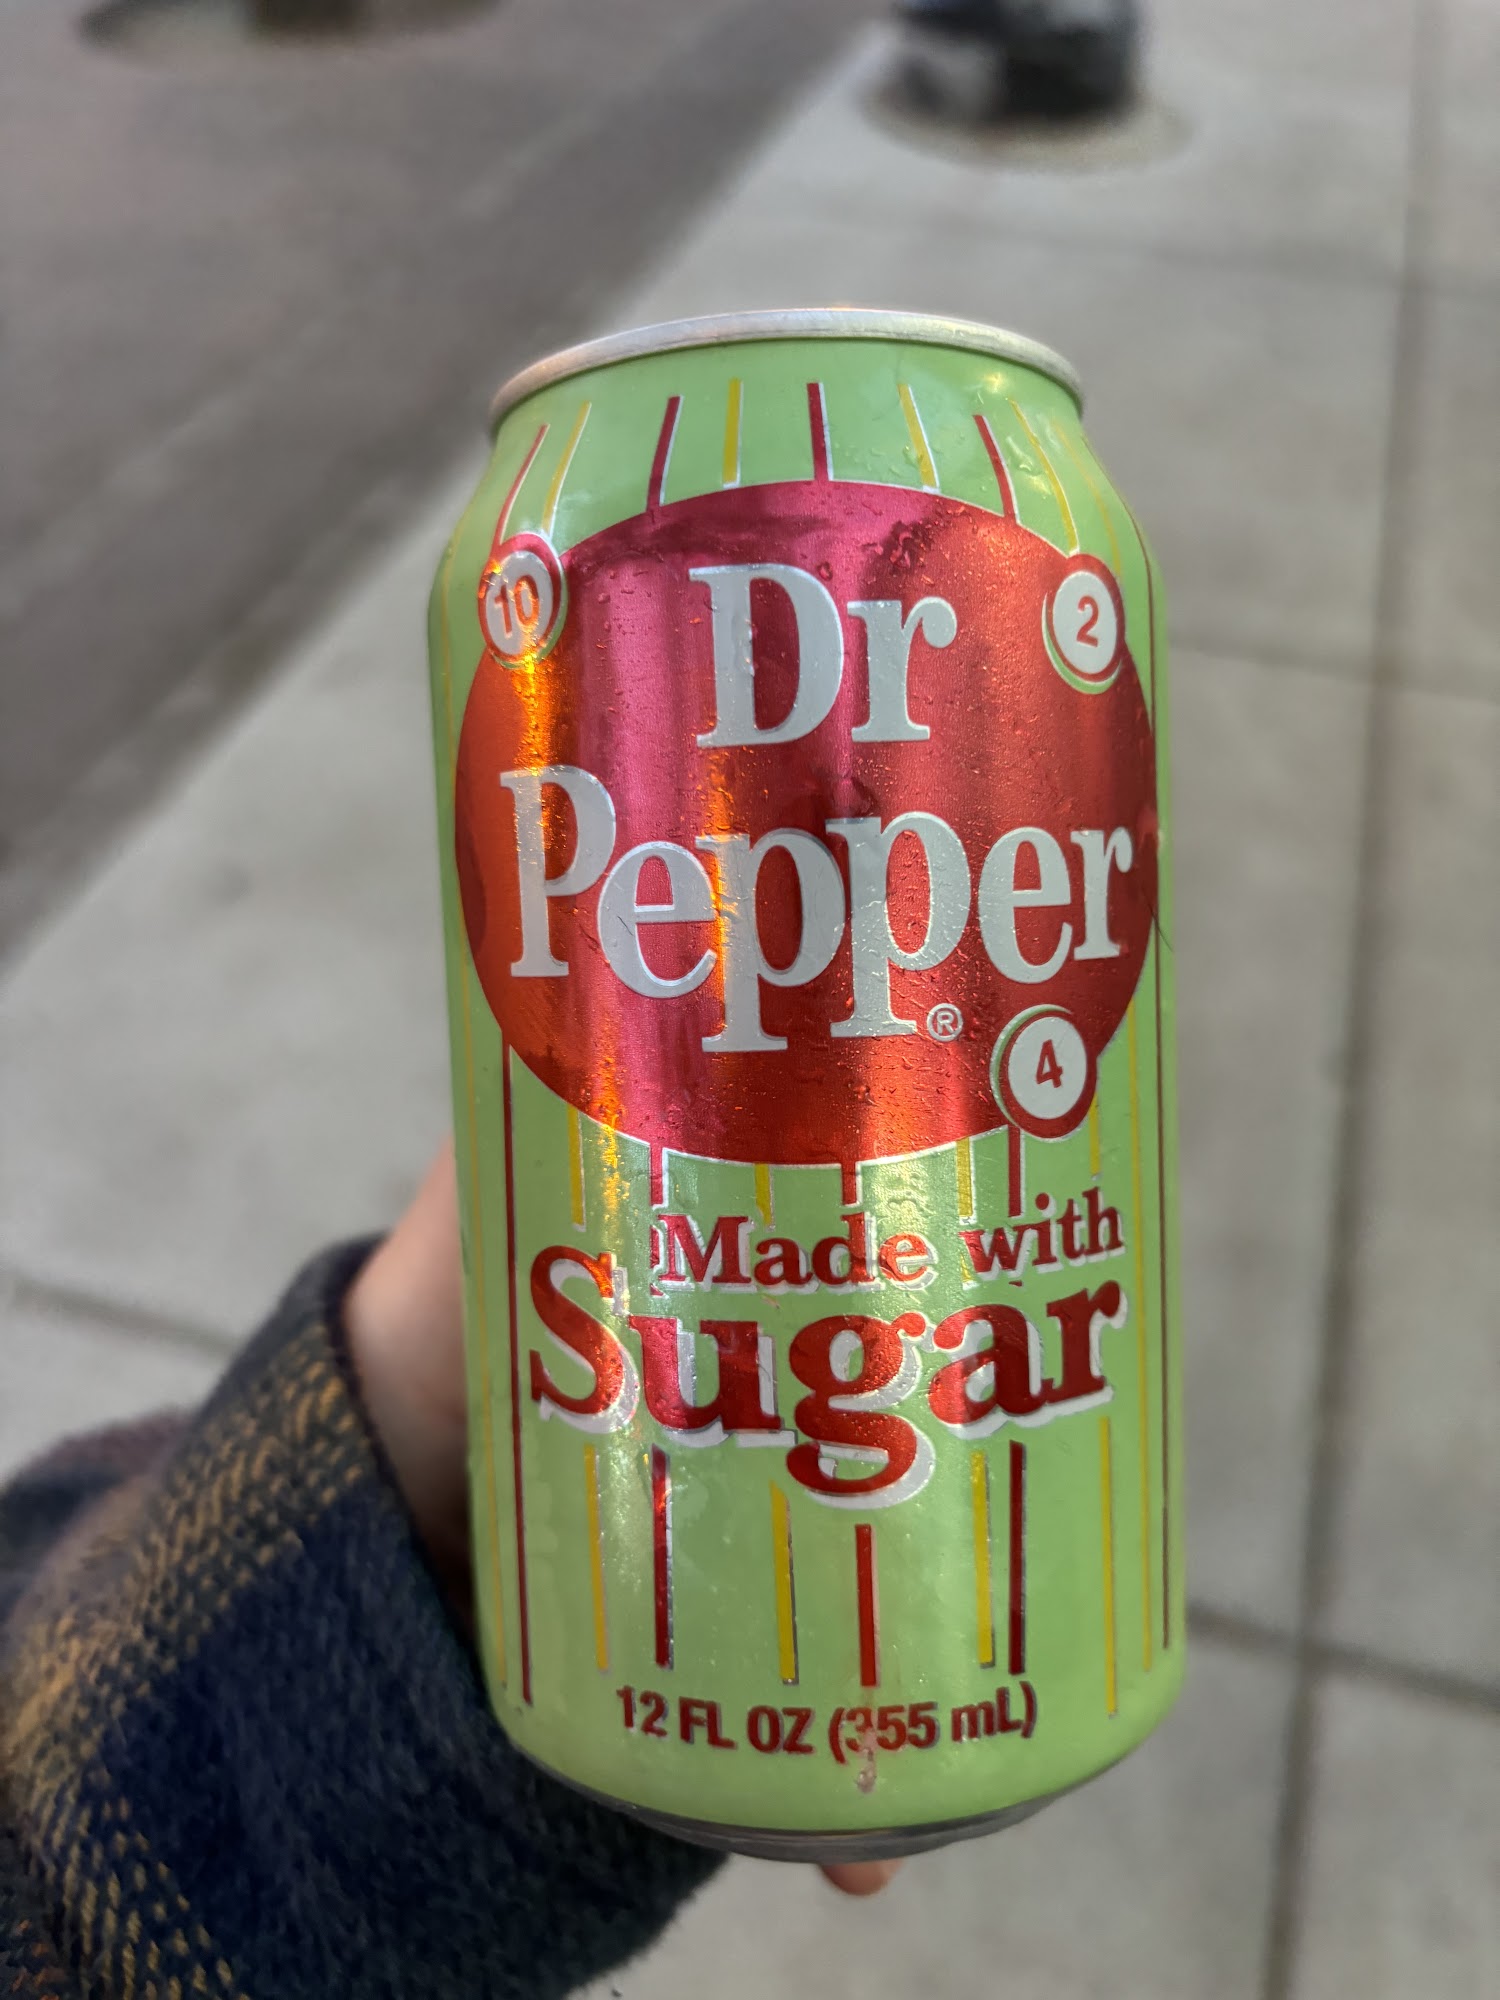 10
2
Dr
Pepper
®
4
Made with
Sugar
12 FL OZ (355 mL)